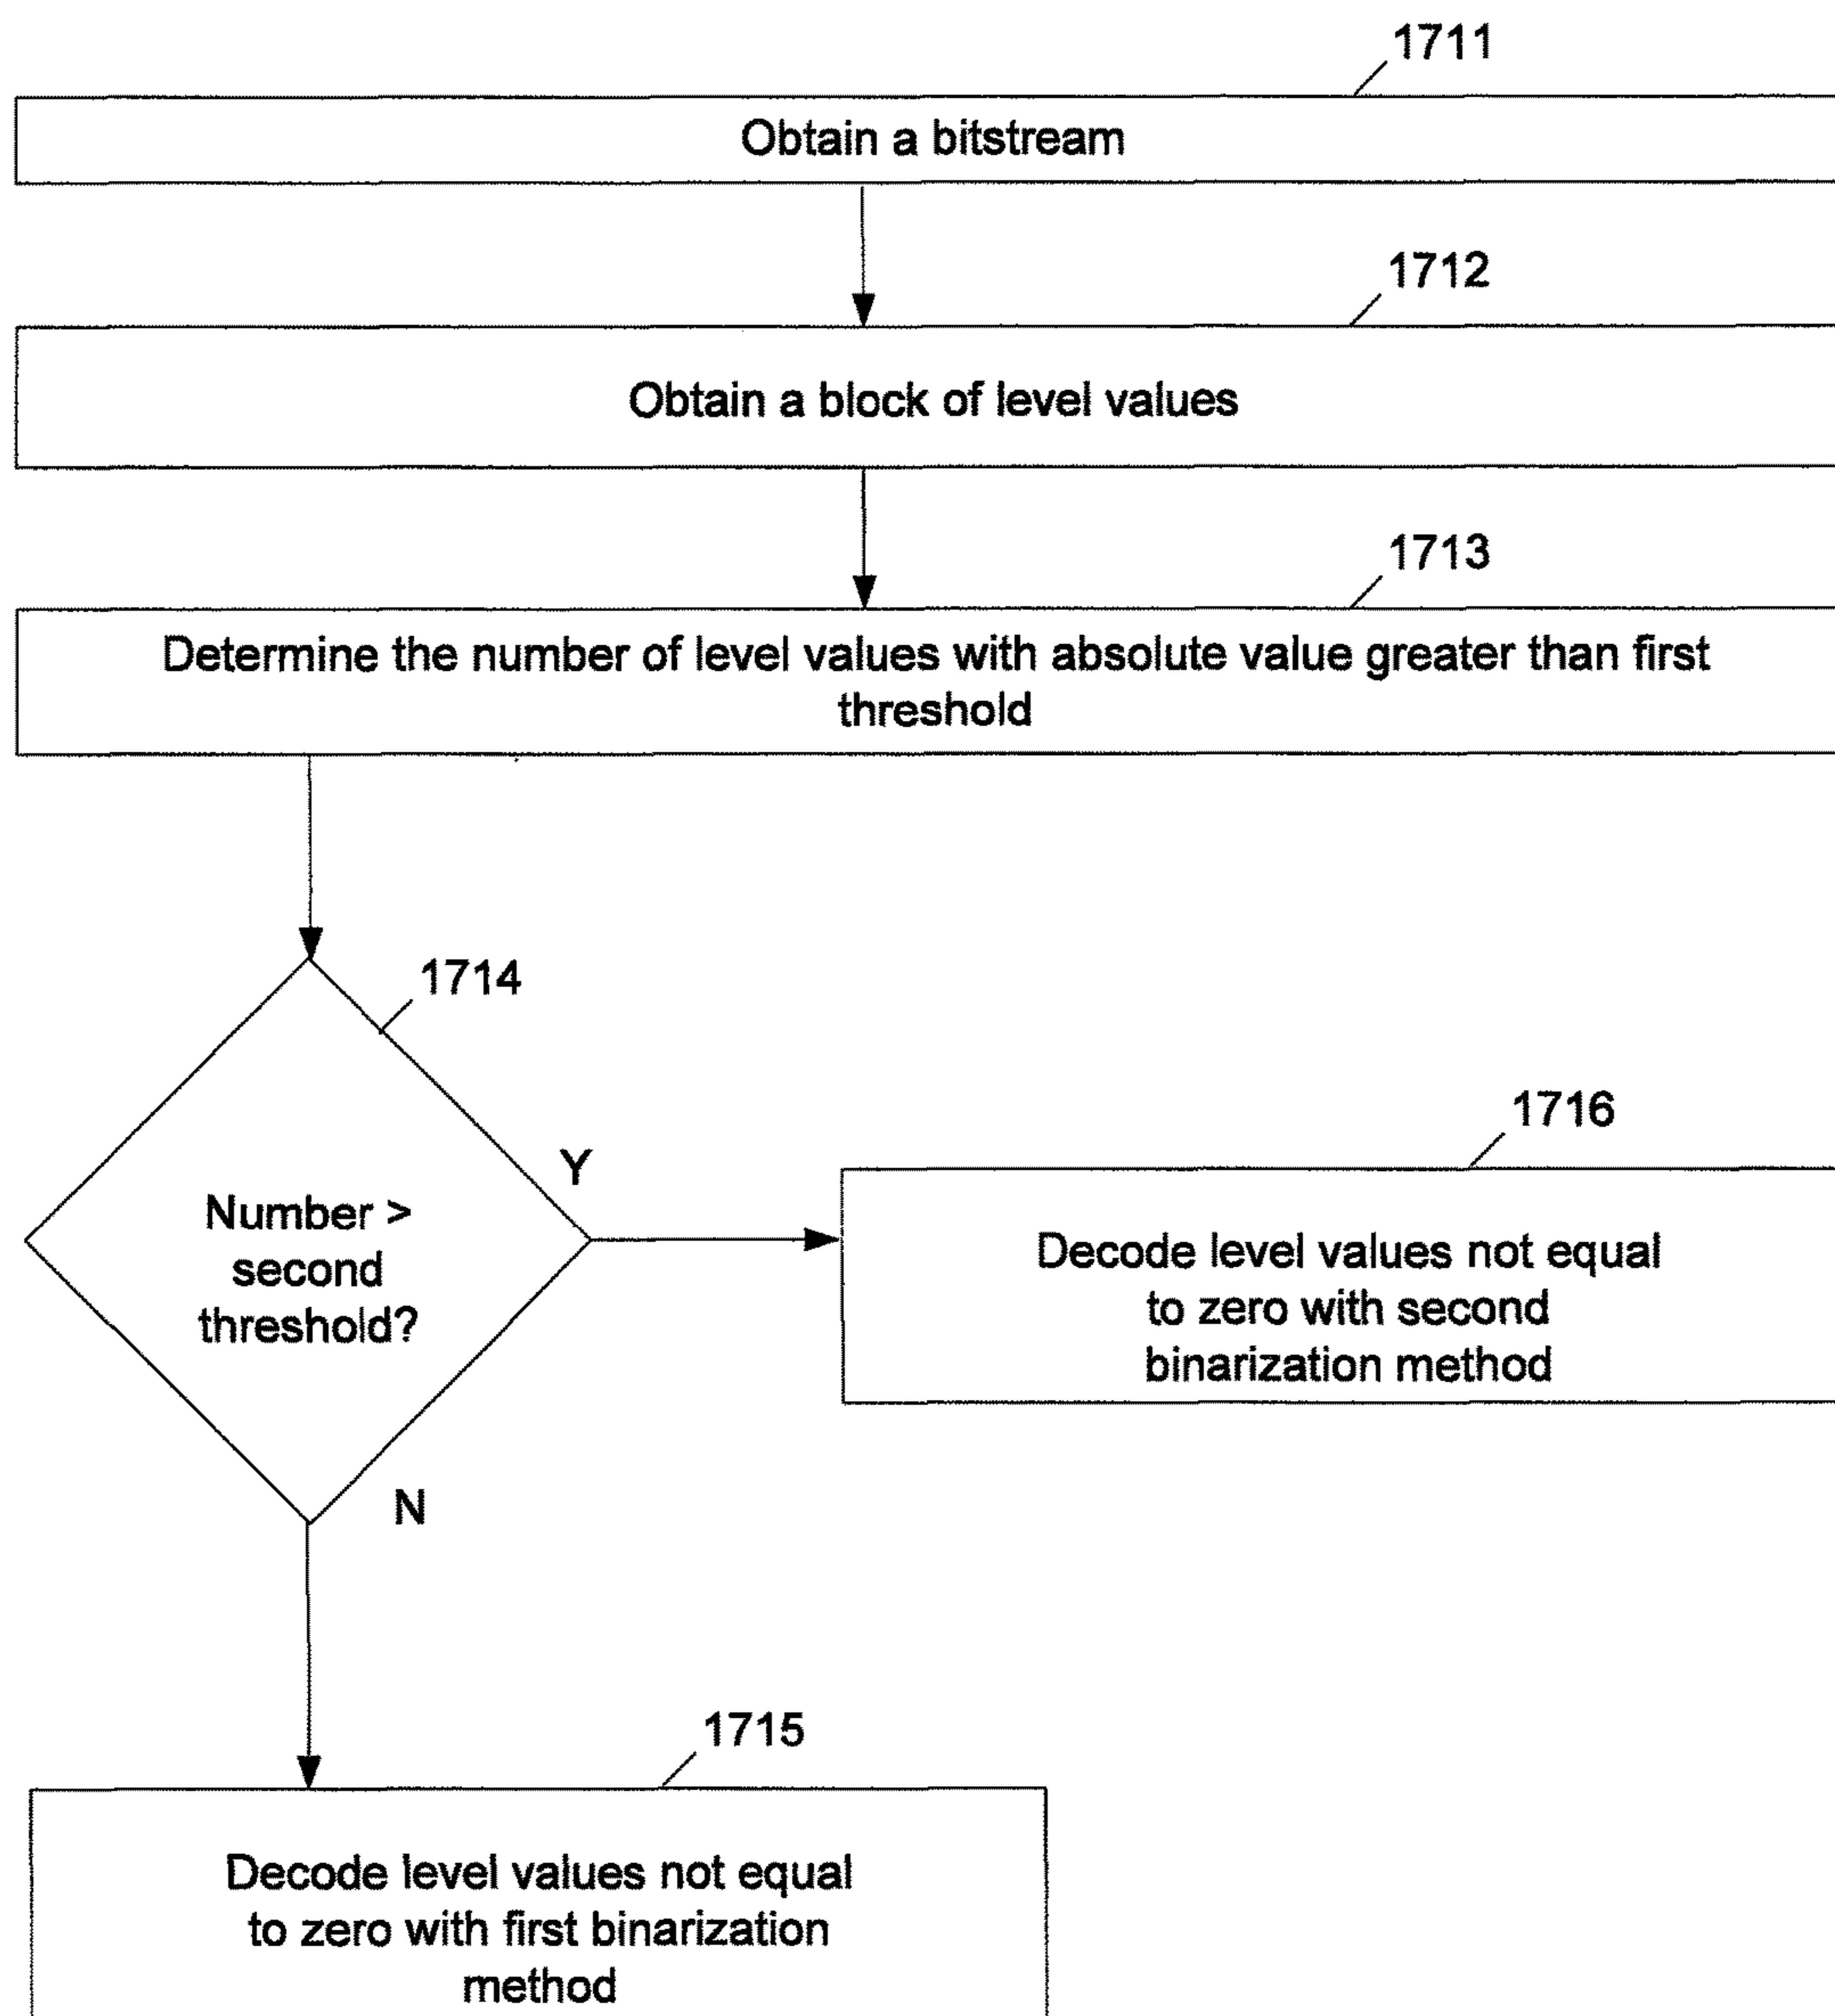 1711
Obtain a bitstream
1712
Obtain a block of level values
1713
Determine the number of level values with absolute value greater than first
threshold
1714
Number >
second
threshold?
Y
1716
Decode level values not equal
to zero with second
binarization method
N
1715
Decode level values not equal
to zero with first binarization
method